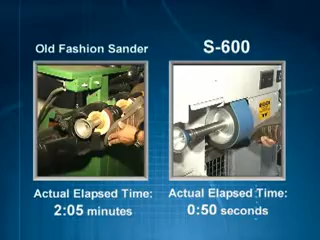 Old Fashion Sander
S-600
Actual Elapsed Time:
2:05 minutes
Actual Elapsed Time:
0:50 seconds